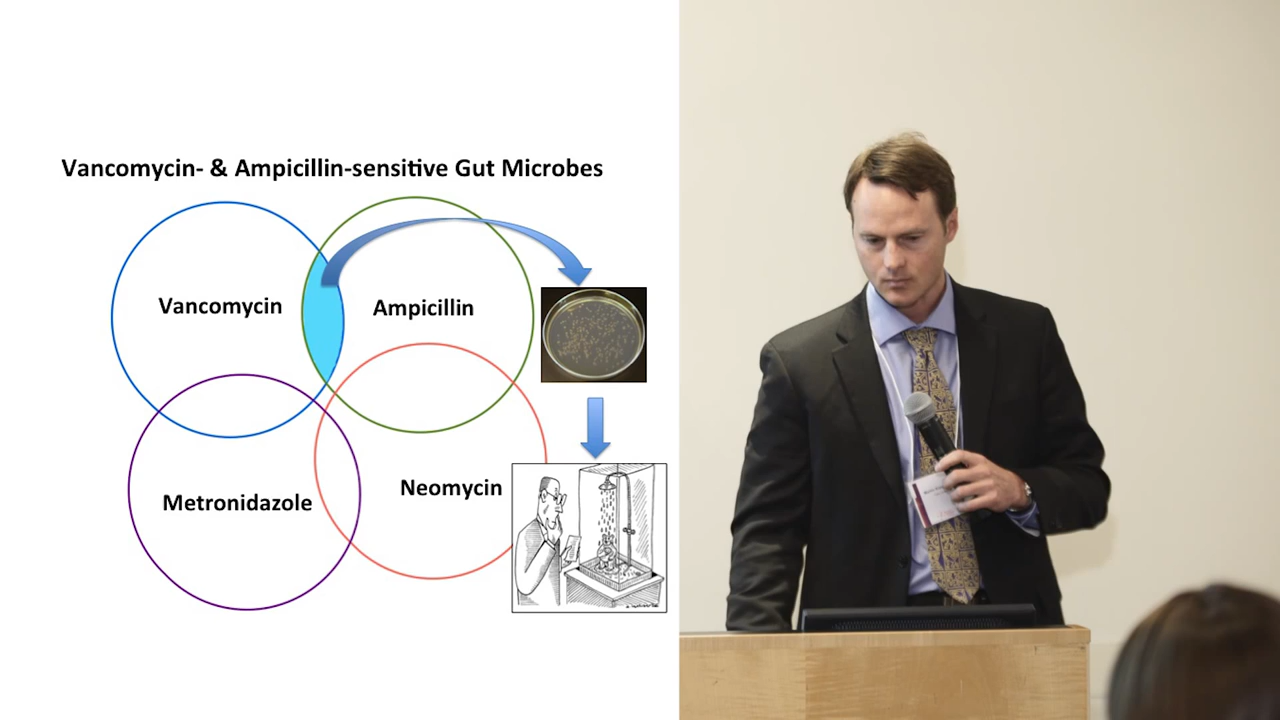 Vancomycin- & Ampicillin-sensitive Gut Microbes
Vancomycin
Ampicillin
Metronidazole
Neomycin